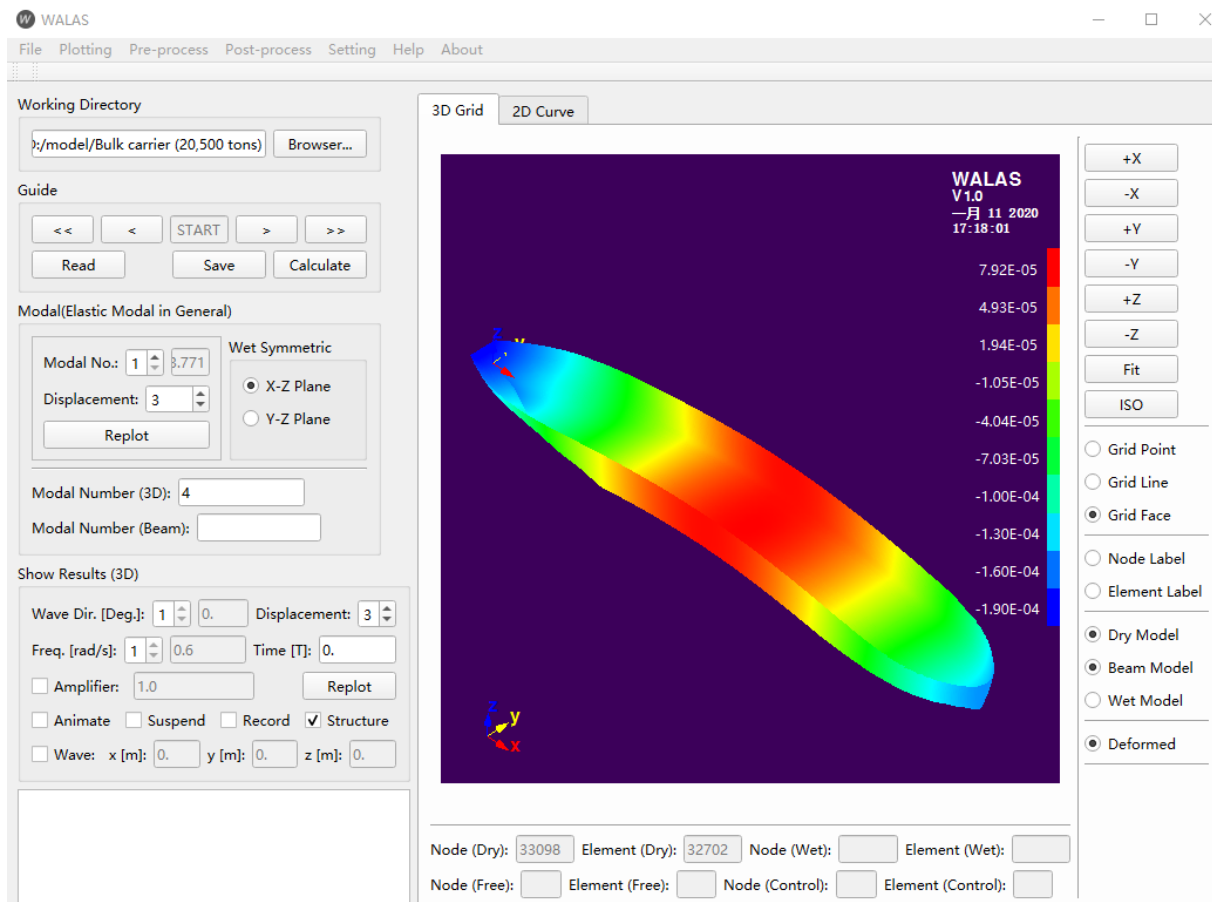 WALAS
File Plotting Pre-process Post-process Setting Help About
Working Directory
:/model/Bulk carrier (20,500 tons) Browser...
Guide
<< < START > >>
Read Save Calculate
Modal(Elastic Modal in General)
Modal No.: 1 3.771
Wet Symmetric
X-Z Plane
Displacement: 3
Y-Z Plane
Replot
Modal Number (3D): 4
Modal Number (Beam):
Show Results (3D)
Wave Dir. [Deg.]: 1 0. Displacement: 3
Freq. [rad/s]: 1 0.6 Time [T]: 0.
Amplifier: 1.0 Replot
Animate Suspend Record Structure
Wave: x [m]: 0. y [m]: 0. z [m]: 0.
3D Grid 2D Curve
WALAS
V1.0
一月 11 2020
17:18:01
7.92E-05
4.93E-05
1.94E-05
-1.05E-05
-4.04E-05
-7.03E-05
-1.00E-04
-1.30E-04
-1.60E-04
-1.90E-04
z
y
z
y
x
Node (Dry): 33098 Element (Dry): 32702 Node (Wet): Element (Wet):
Node (Free): Element (Free): Node (Control): Element (Control):
+X
-X
+Y
-Y
+Z
-Z
Fit
ISO
Grid Point
Grid Line
Grid Face
Node Label
Element Label
Dry Model
Beam Model
Wet Model
Deformed